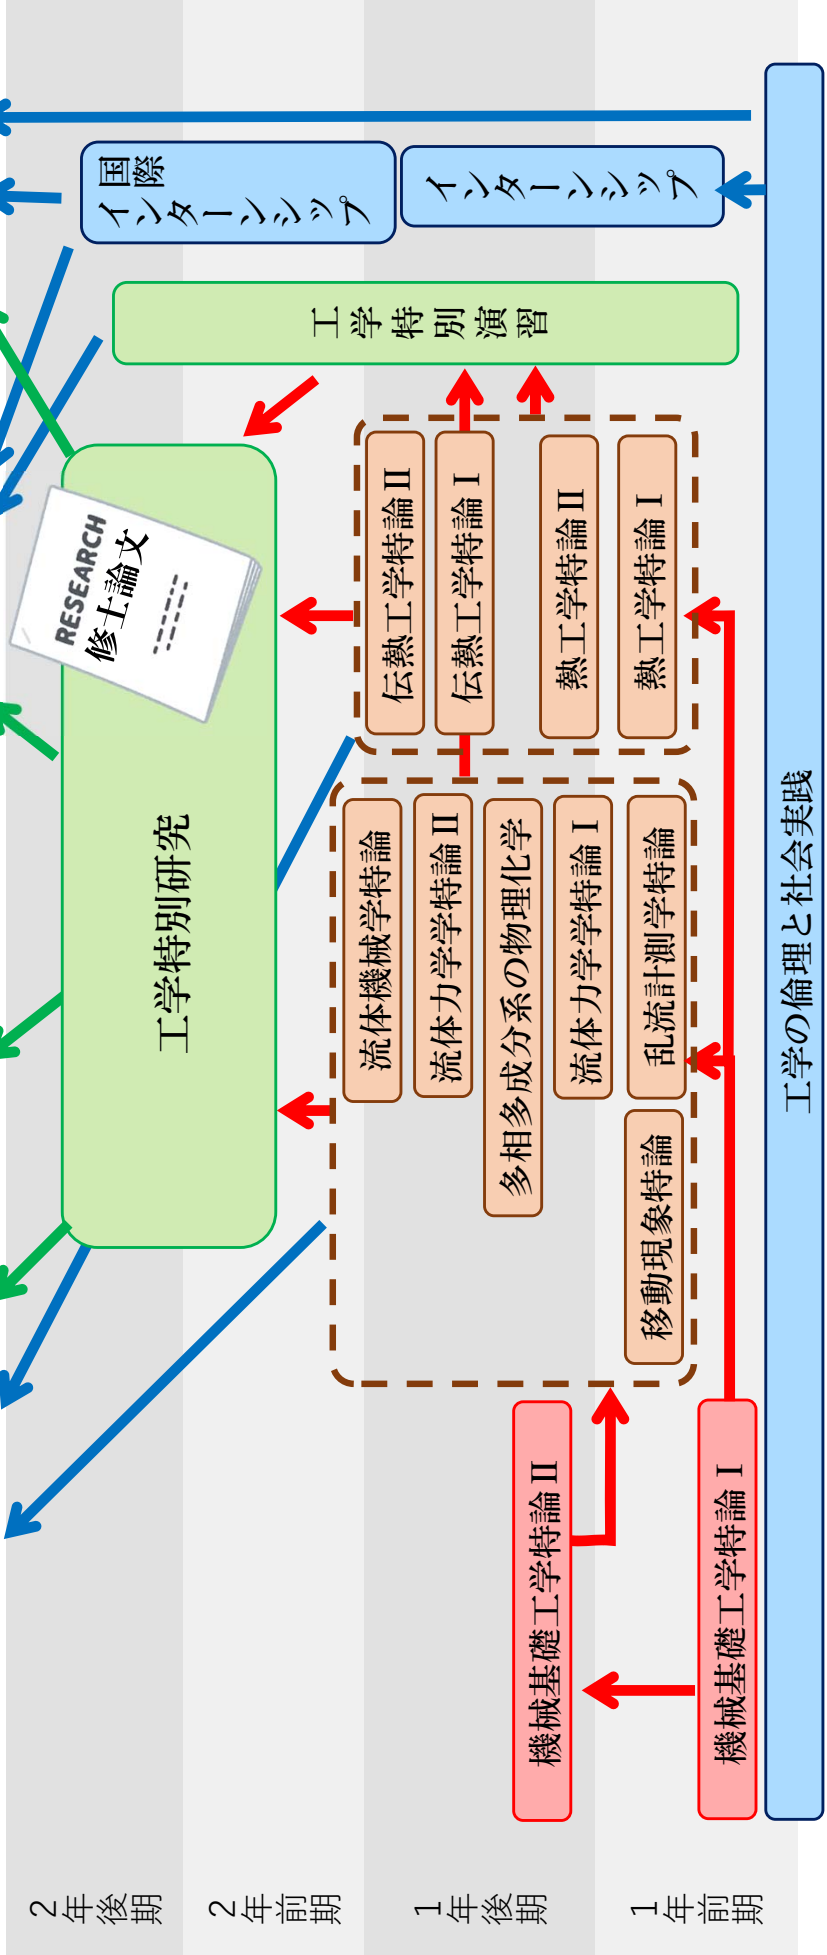 国際
インターンシップ
インターンシップ
工学特別演習
RESEARCH
修士論文
工学特別研究
伝熱工学特論Ⅱ
伝熱工学特論Ⅰ
熱工学特論Ⅱ
熱工学特論Ⅰ
流体機械学特論
流体力学学特論Ⅱ
多相多成分系の物理化学
流体力学学特論Ⅰ
乱流計測学特論
移動現象特論
機械基礎工学特論Ⅱ
機械基礎工学特論Ⅰ
工学の倫理と社会実践
2年後期
2年前期
1年後期
1年前期